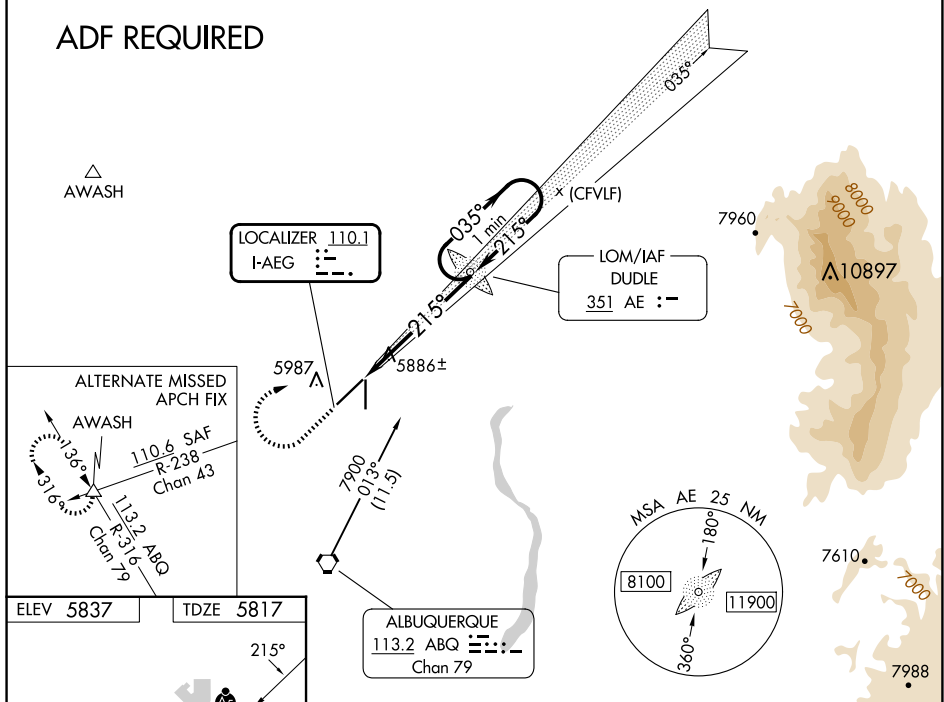 ADF REQUIRED
035°
AWASH
x (CFVLF)
035°
1 min
215°
7960
8000
9000
10897
7000
LOCALIZER 110.1
I-AEG
LOM/IAF
DUDLE
351 AE
215°
5987
5886±
ALTERNATE MISSED
APCH FIX
AWASH
136°
316°
110.6 SAF
R-238
Chan 43
113.2 ABQ
R-316
Chan 79
7900
013°
(11.5)
MSA AE 25 NM
180°
8100
11900
360°
7610
7000
7988
ALBUQUERQUE
113.2 ABQ
Chan 79
ELEV 5837
TDZE 5817
215°